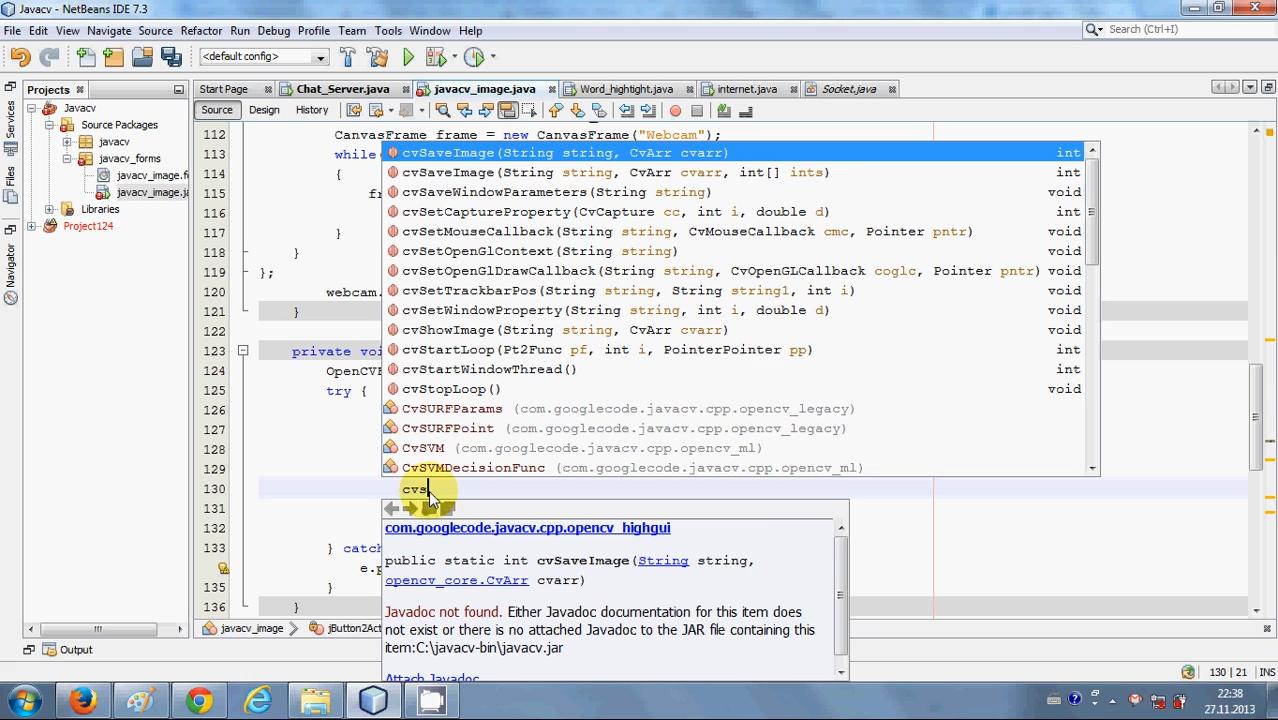 Javacv - NetBeans IDE 7.3
File Edit View Navigate Source Refactor Run Debug Profile Team Tools Window Help
Search (Ctrl+I)
<default config>
Projects
Start Page Chat_Server.java javacv_image.java Word_hightight.java internet.java Socket.java
Services
Files
Navigator
Javacv
Source Packages
javacv
javacv_forms
javacv_image.f
javacv_image.ja
Libraries
Project124
Source Design History
112 CanvasFrame frame = new CanvasFrame("Webcam");
113 while
114 {
115 fr
116
117 }
118 }
119 };
120 webcam.
121 }
122
123 private voi
124 OpenCVF
125 try {
126
127
128
129
130 cvs
131
132
133 } catch
e.p
135 }
136 }
cvSaveImage(String string, CvArr cvarr) int
cvSaveImage(String string, CvArr cvarr, int[] ints) int
cvSaveWindowParameters(String string) void
cvSetCaptureProperty(CvCapture cc, int i, double d) int
cvSetMouseCallback(String string, CvMouseCallback cmc, Pointer pntr) void
cvSetOpenGlContext(String string) void
cvSetOpenGlDrawCallback(String string, CvOpenGLCallback coglc, Pointer pntr) void
cvSetTrackbarPos(String string, String string1, int i) void
cvSetWindowProperty(String string, int i, double d) void
cvShowImage(String string, CvArr cvarr) void
cvStartLoop(Pt2Func pf, int i, PointerPointer pp) int
cvStartWindowThread() int
cvStopLoop() void
CvSURFParams (com.googlecode.javacv.cpp.opencv_legacy)
CvSURFPoint (com.googlecode.javacv.cpp.opencv_legacy)
CvSVM (com.googlecode.javacv.cpp.opencv_ml)
CvSVMDecisionFunc (com.googlecode.javacv.cpp.opencv_ml)
com.googlecode.javacv.cpp.opencv_highgui
public static int cvSaveImage(String string,
opencv_core.CvArr cvarr)
Javadoc not found. Either Javadoc documentation for this item does
not exist or there is no attached Javadoc to the JAR file containing this
item:C:\javacv-bin\javacv.jar
Attach Javadoc
javacv_image jButton2Act
Output
130 | 21
22:38
27.11.2013